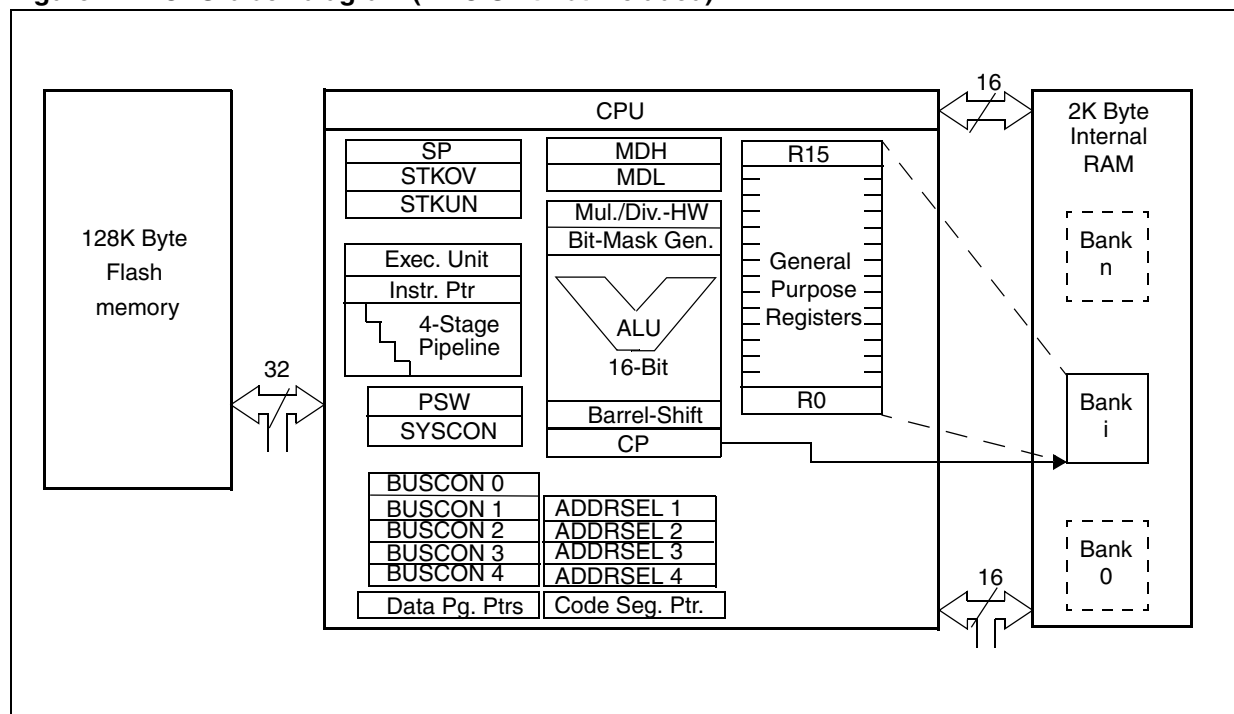 128K Byte
Flash
memory
32
CPU
SP
STKOV
STKUN
Exec. Unit
Instr. Ptr
4-Stage
Pipeline
PSW
SYSCON
BUSCON 0
BUSCON 1
BUSCON 2
BUSCON 3
BUSCON 4
Data Pg. Ptrs
MDH
MDL
Mul./Div.-HW
Bit-Mask Gen.
ALU
16-Bit
Barrel-Shift
CP
ADDRSEL 1
ADDRSEL 2
ADDRSEL 3
ADDRSEL 4
Code Seg. Ptr.
R15
General
Purpose
Registers
R0
16
16
2K Byte
Internal
RAM
Bank
n
Bank
i
Bank
0